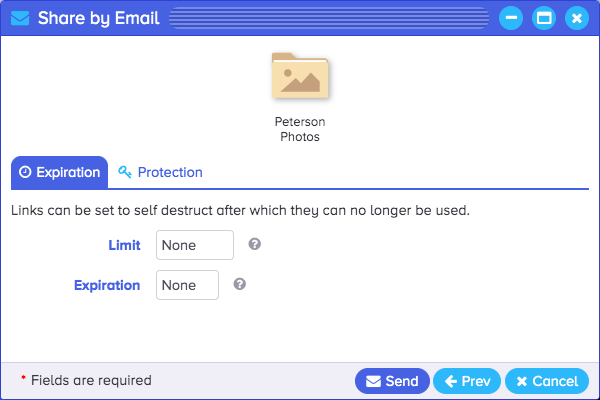 Share by Email
Peterson
Photos
Expiration Protection
Links can be set to self destruct after which they can no longer be used.
Limit None ?
Expiration None ?
* Fields are required Send Prev Cancel